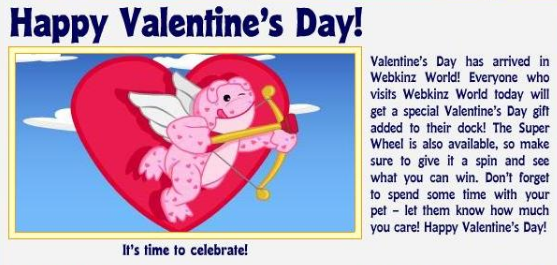 Happy Valentine's Day!
Valentine's Day has arrived in
Webkinz World! Everyone who
visits Webkinz World today will
get a special Valentine's Day gift
added to their dock! The Super
Wheel is also available, so make
sure to give it a spin and see
what you can win. Don't forget
to spend some time with your
pet – let them know how much
you care! Happy Valentine's Day!
It's time to celebrate!